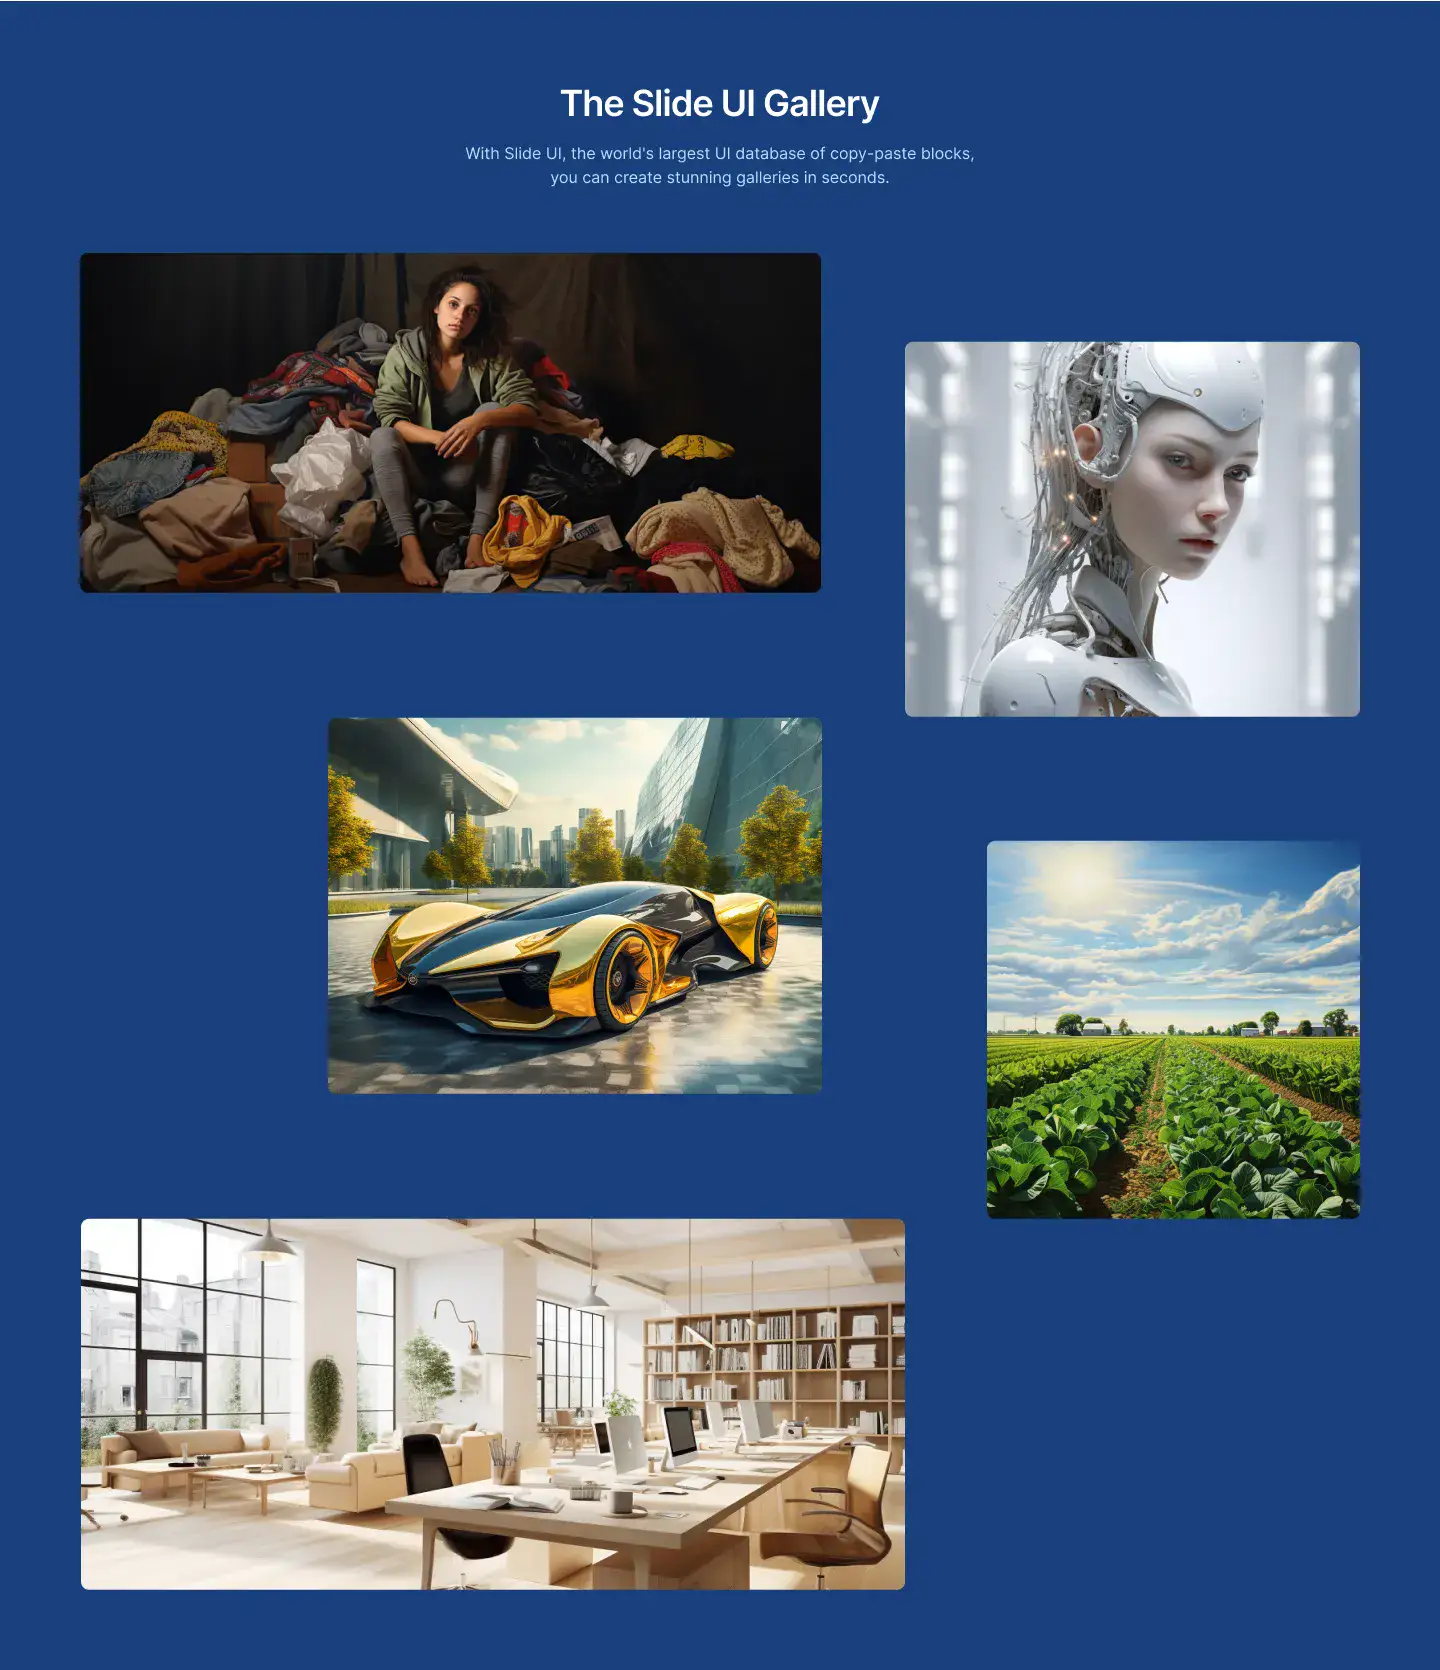 The Slide UI Gallery
With Slide UI, the world's largest UI database of copy-paste blocks,
you can create stunning galleries in seconds.